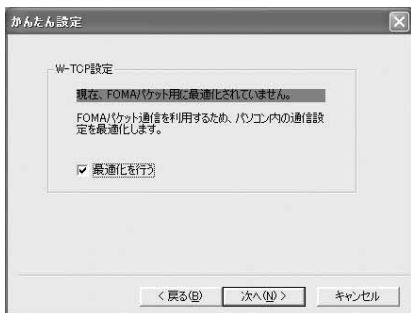 かんたん設定
W-TCP設定
現在、FOMAパケット用に最適化されていません。
FOMAパケット通信を利用するため、パソコン内の通信設
定を最適化します。
最適化を行う
< 戻る(B)
次へ(N) >
キャンセル